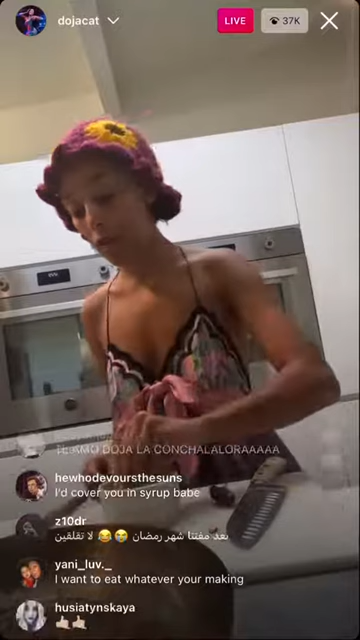 dojacat
LIVE
37K
TE AMO DOJA LA CONCHALALORAAAAA
hewhodevoursthesuns
I'd cover you in syrup babe
z10dr
بعد مفتتا شهر رمضان 😂 😭 لا تقلقين
yani_luv._
I want to eat whatever your making
husiatynskaya
🤙🤙